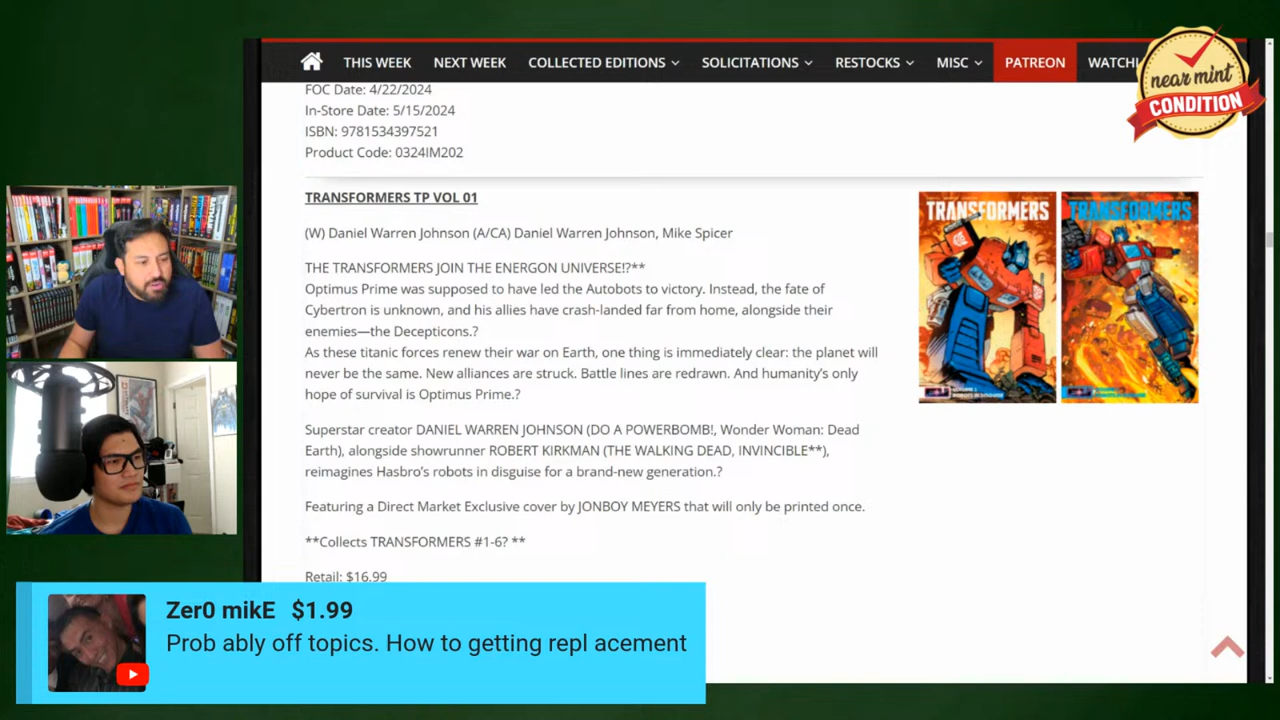 THIS WEEK NEXT WEEK COLLECTED EDITIONS SOLICITATIONS RESTOCKS MISC PATREON WATCHL
near mint
CONDITION
FOC Date: 4/22/2024
In-Store Date: 5/15/2024
ISBN: 9781534397521
Product Code: 0324IM202
TRANSFORMERS TP VOL 01
(W) Daniel Warren Johnson (A/CA) Daniel Warren Johnson, Mike Spicer
THE TRANSFORMERS JOIN THE ENERGON UNIVERSE!?**
Optimus Prime was supposed to have led the Autobots to victory. Instead, the fate of
Cybertron is unknown, and his allies have crash-landed far from home, alongside their
enemies—the Decepticons.?
As these titanic forces renew their war on Earth, one thing is immediately clear: the planet will
never be the same. New alliances are struck. Battle lines are redrawn. And humanity's only
hope of survival is Optimus Prime.?
Superstar creator DANIEL WARREN JOHNSON (DO A POWERBOMB!, Wonder Woman: Dead
Earth), alongside showrunner ROBERT KIRKMAN (THE WALKING DEAD, INVINCIBLE**),
reimagines Hasbro's robots in disguise for a brand-new generation.?
Featuring a Direct Market Exclusive cover by JONBOY MEYERS that will only be printed once.
**Collects TRANSFORMERS #1-6? **
Retail: $16.99
TRANSFORMERS
TRANSFORMERS
Zer0 mikE $1.99
Prob ably off topics. How to getting repl acement